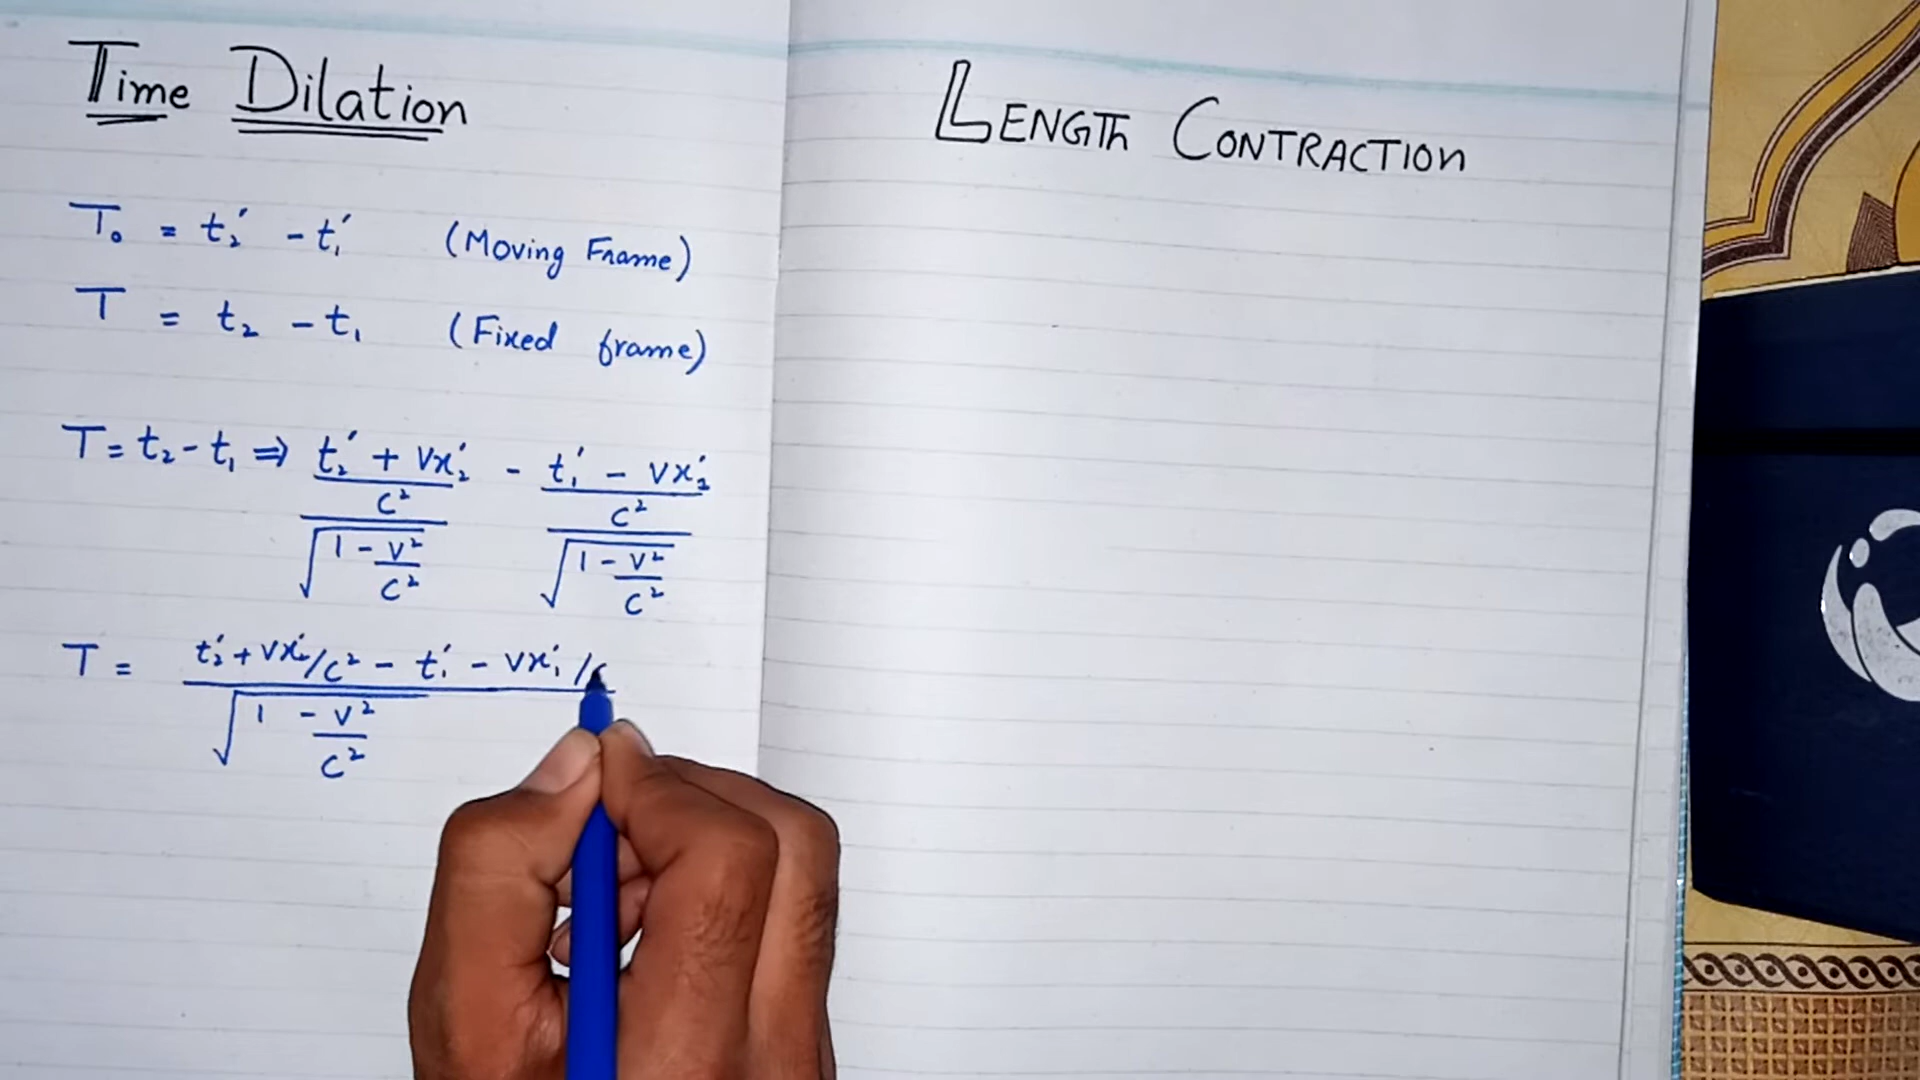 Time Dilation
T₀ = t₂′ - t₁′ (Moving Frame)
T = t₂ - t₁ (Fixed frame)
T = t₂ - t₁ ⇒ t₂′ + vx₂′ - t₁′ - vx₁′
c² c²
√1 - v² √1 - v²
c² c²
T = t₂′ + vx₂′/c² - t₁′ - vx₁′/c
√1 - v²
c²
LENGTH CONTRACTION